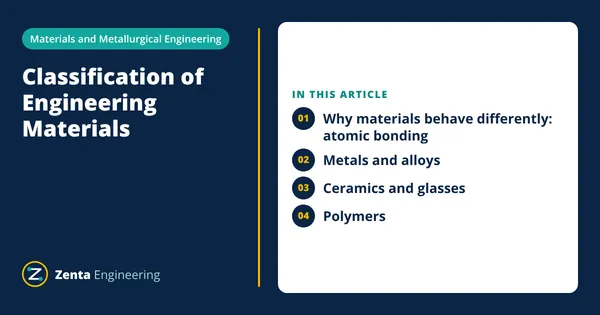 Materials and Metallurgical Engineering
Classification of
Engineering
Materials
IN THIS ARTICLE
01 Why materials behave differently:
atomic bonding
02 Metals and alloys
03 Ceramics and glasses
04 Polymers
Z Zenta Engineering